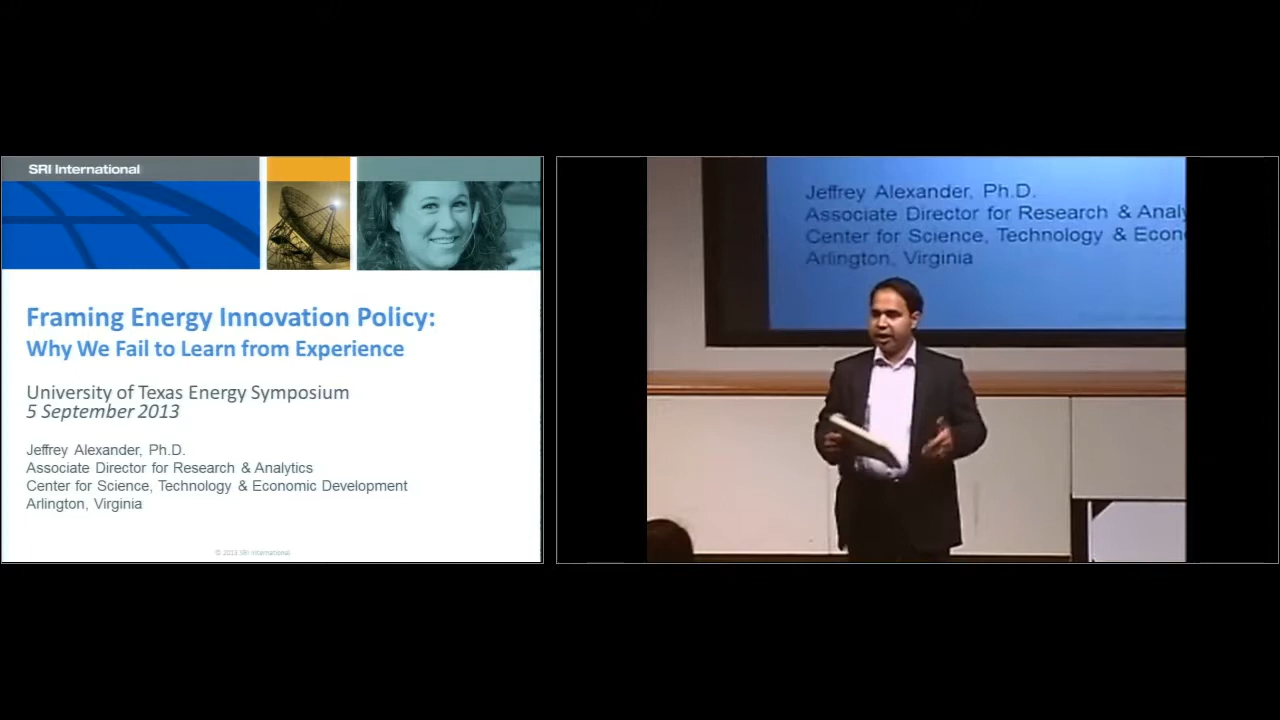 SRI International
Framing Energy Innovation Policy:
Why We Fail to Learn from Experience
University of Texas Energy Symposium
5 September 2013
Jeffrey Alexander, Ph.D.
Associate Director for Research & Analytics
Center for Science, Technology & Economic Development
Arlington, Virginia
© 2013 SRI International
Jeffrey Alexander, Ph.D.
Associate Director for Research & Analy
Center for Science, Technology & Econ
Arlington, Virginia